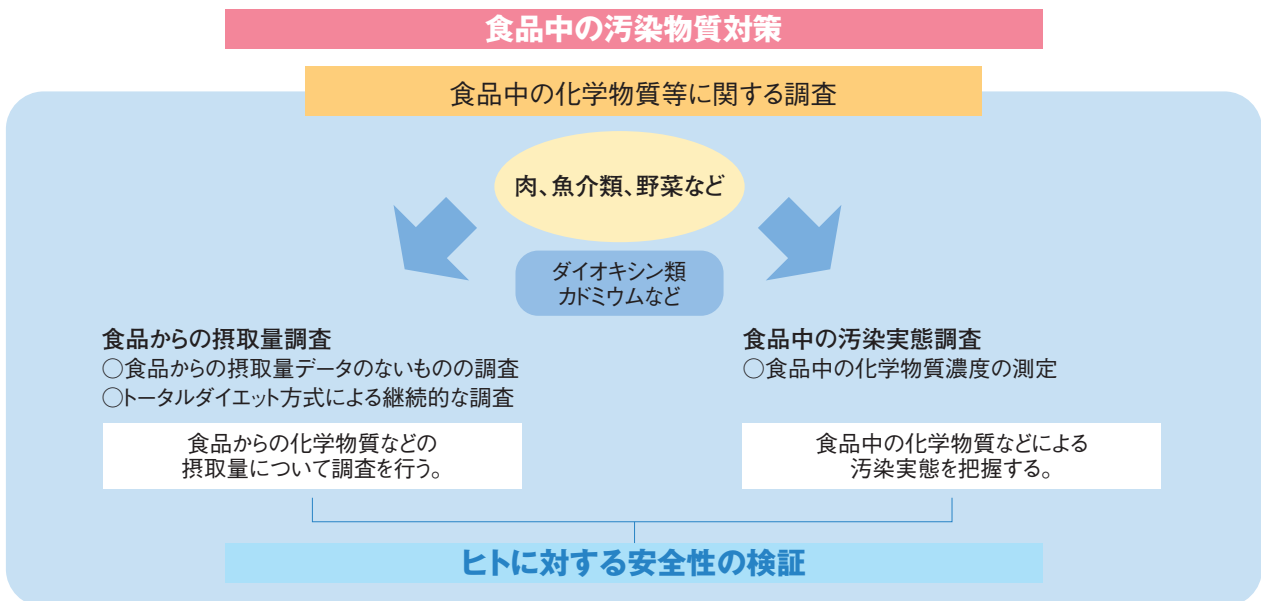 食品中の汚染物質対策
食品中の化学物質等に関する調査
肉、魚介類、野菜など
ダイオキシン類
カドミウムなど
食品からの摂取量調査
○食品からの摂取量データのないものの調査
○トータルダイエット方式による継続的な調査
食品からの化学物質などの
摂取量について調査を行う。
食品中の汚染実態調査
○食品中の化学物質濃度の測定
食品中の化学物質などによる
汚染実態を把握する。
ヒトに対する安全性の検証